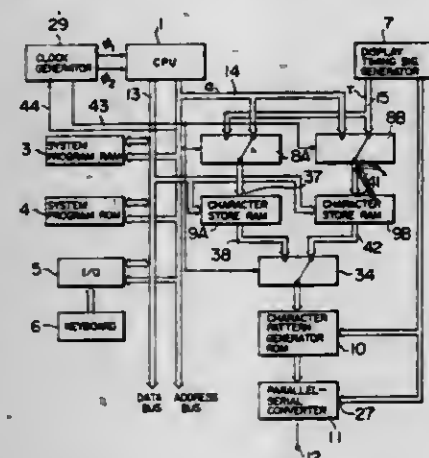 29
1
7
CLOCK
GENERATOR
CPU
DISPLAY
TIMING SIG.
GENERATOR
ϕ1
ϕ2
13
14
a
T
15
44
43
8A
8B
3
SYSTEM
PROGRAM RAM
37
41
4
SYSTEM
PROGRAM ROM
CHARACTER
STORE RAM
CHARACTER
STORE RAM
9A
9B
38
42
5
I/O
34
6
KEYBOARD
CHARACTER
PATTERN
GENERATOR
ROM
10
DATA
BUS
ADDRESS
BUS
PARALLEL-
SERIAL
CONVERTER
27
11
12